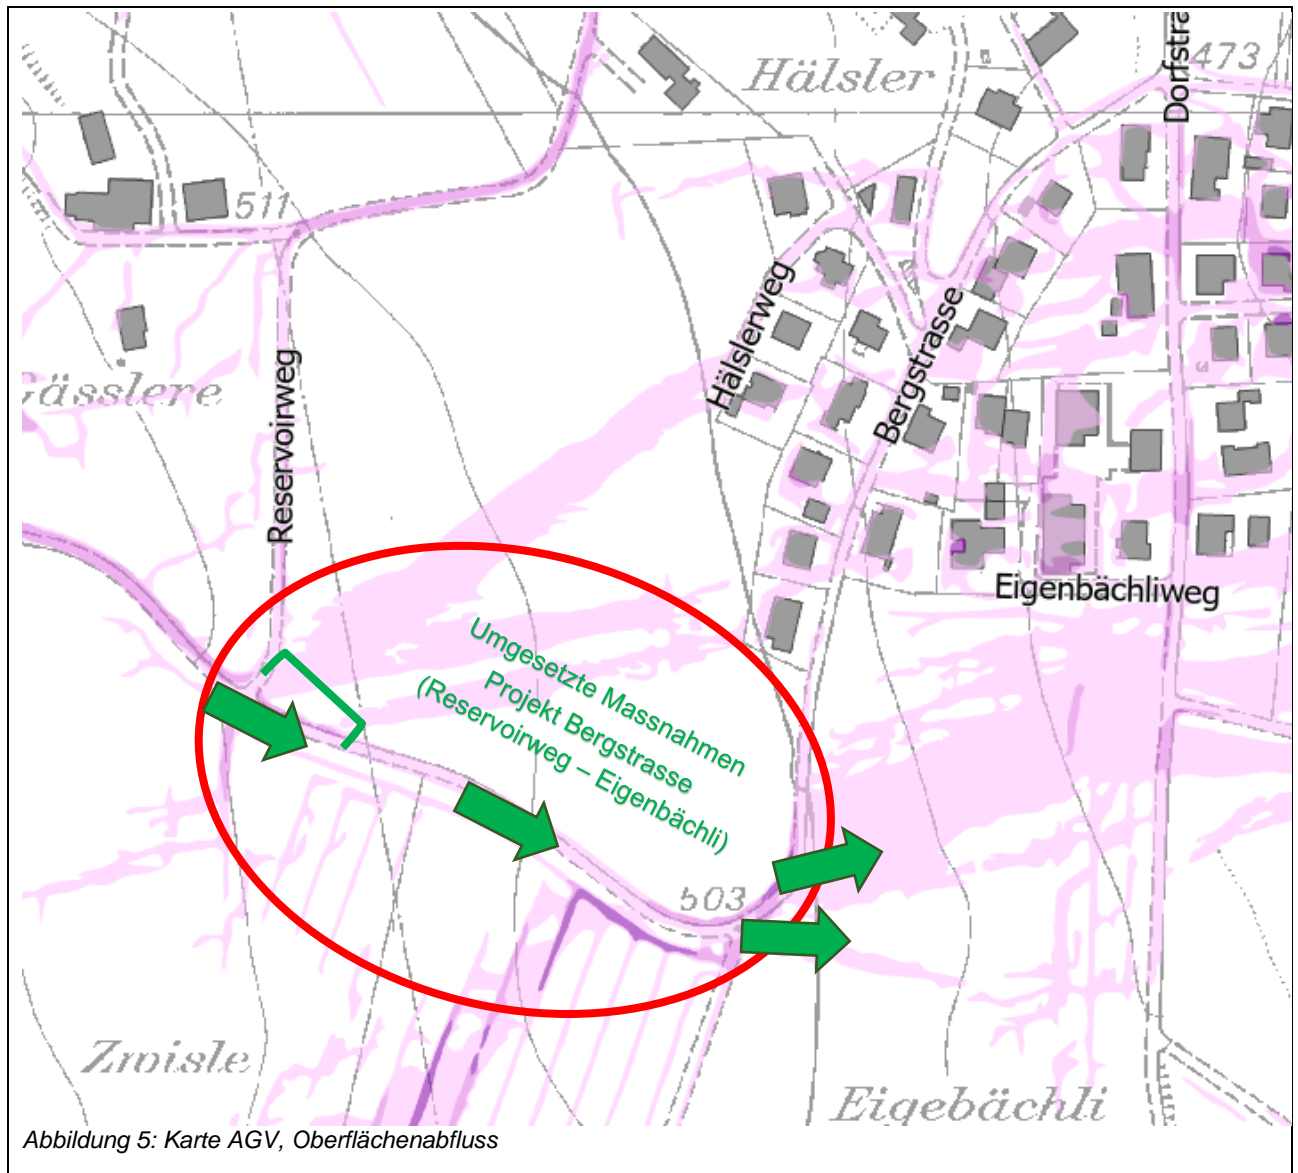 Hälsler
Dorfstra
473
511
Hälslerweg
Bergstrasse
Reservoirweg
Gässlere
Eigenbächliweg
Umgesetzte Massnahmen
Projekt Bergstrasse
(Reservoirweg – Eigenbächli)
503
Zwisle
Eigebächli
Abbildung 5: Karte AGV, Oberflächenabfluss